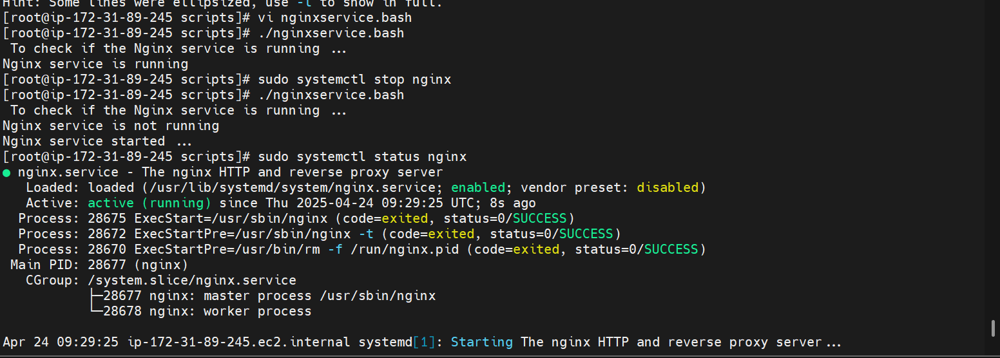 Hint: Some lines were ellipsized, use -l to show in full.
[root@ip-172-31-89-245 scripts]# vi nginxservice.bash
[root@ip-172-31-89-245 scripts]# ./nginxservice.bash
 To check if the Nginx service is running ...
Nginx service is running
[root@ip-172-31-89-245 scripts]# sudo systemctl stop nginx
[root@ip-172-31-89-245 scripts]# ./nginxservice.bash
 To check if the Nginx service is running ...
Nginx service is not running
Nginx service started ...
[root@ip-172-31-89-245 scripts]# sudo systemctl status nginx
● nginx.service - The nginx HTTP and reverse proxy server
   Loaded: loaded (/usr/lib/systemd/system/nginx.service; enabled; vendor preset: disabled)
   Active: active (running) since Thu 2025-04-24 09:29:25 UTC; 8s ago
  Process: 28675 ExecStart=/usr/sbin/nginx (code=exited, status=0/SUCCESS)
  Process: 28672 ExecStartPre=/usr/sbin/nginx -t (code=exited, status=0/SUCCESS)
  Process: 28670 ExecStartPre=/usr/bin/rm -f /run/nginx.pid (code=exited, status=0/SUCCESS)
 Main PID: 28677 (nginx)
   CGroup: /system.slice/nginx.service
           ├─28677 nginx: master process /usr/sbin/nginx
           └─28678 nginx: worker process

Apr 24 09:29:25 ip-172-31-89-245.ec2.internal systemd[1]: Starting The nginx HTTP and reverse proxy server...